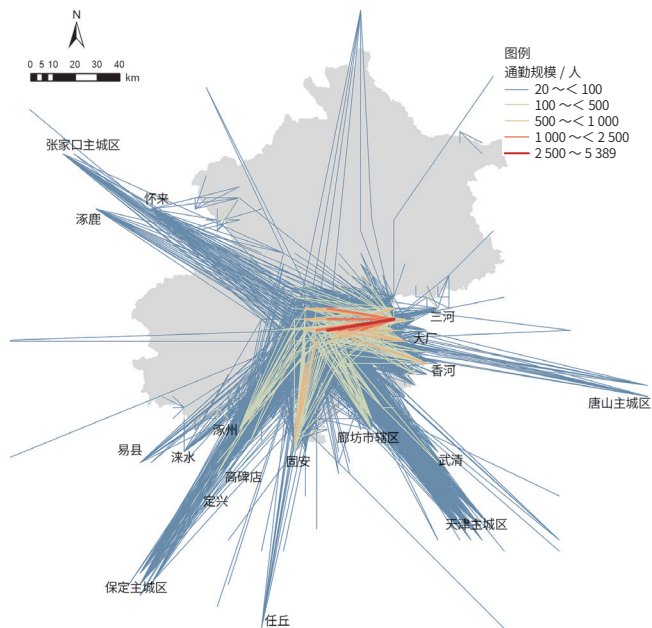 N
0 5 10 20 30 40
km
图例
通勤规模 / 人
20 ～＜ 100
100 ～＜ 500
500 ～＜ 1 000
1 000 ～＜ 2 500
2 500 ～ 5 389
张家口主城区
怀来
涿鹿
三河
大厂
香河
唐山主城区
涿州
廊坊市辖区
易县
涞水
固安
武清
高碑店
定兴
天津主城区
保定主城区
任丘